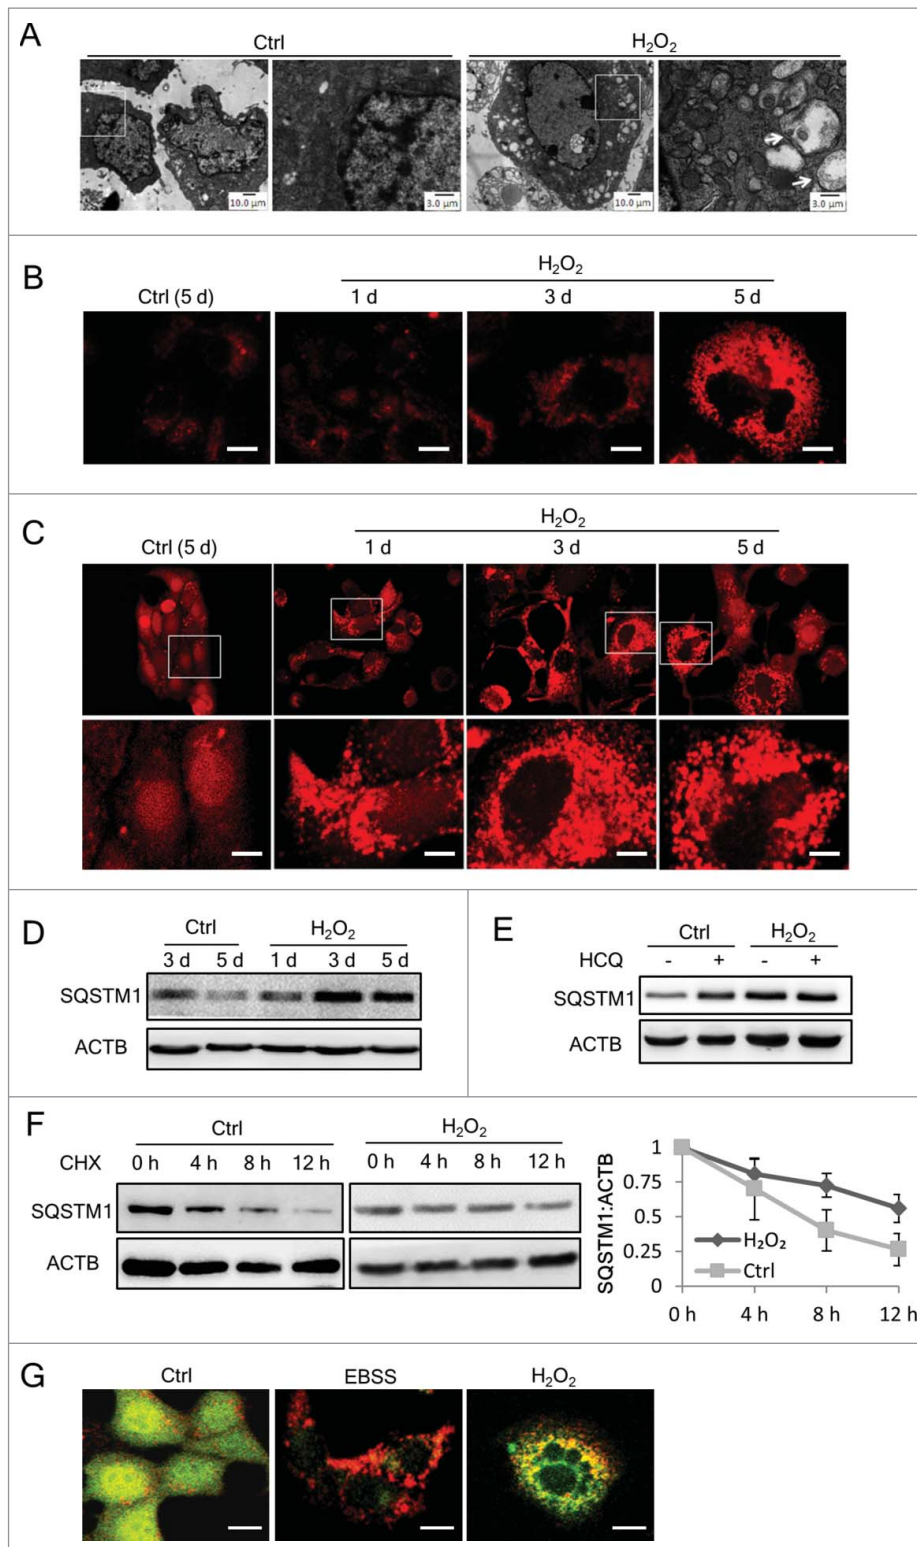 A
Ctrl
H₂O₂
10.0 µm
3.0 µm
10.0 µm
3.0 µm
B
H₂O₂
Ctrl (5 d)
1 d
3 d
5 d
C
H₂O₂
Ctrl (5 d)
1 d
3 d
5 d
D
Ctrl
H₂O₂
3 d
5 d
1 d
3 d
5 d
SQSTM1
ACTB
E
Ctrl
H₂O₂
HCQ - + - +
SQSTM1
ACTB
F
Ctrl
H₂O₂
CHX 0 h 4 h 8 h 12 h 0 h 4 h 8 h 12 h
SQSTM1
ACTB
SQSTM1:ACTB
1
0.75
0.5
0.25
0
H₂O₂
Ctrl
0 h 4 h 8 h 12 h
G
Ctrl
EBSS
H₂O₂